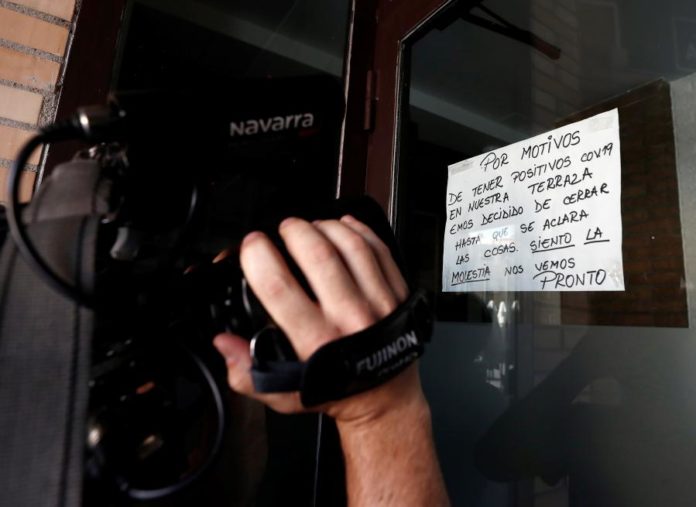 Navarra
FUJINON
POR MOTIVOS
DE TENER POSITIVOS COV19
EN NUESTRA TERRAZA
EMOS DECIDIDO DE CERRAR
HASTA QUE SE ACLARA
LAS COSAS. SIENTO LA
MOLESTIA NOS VEMOS
PRONTO